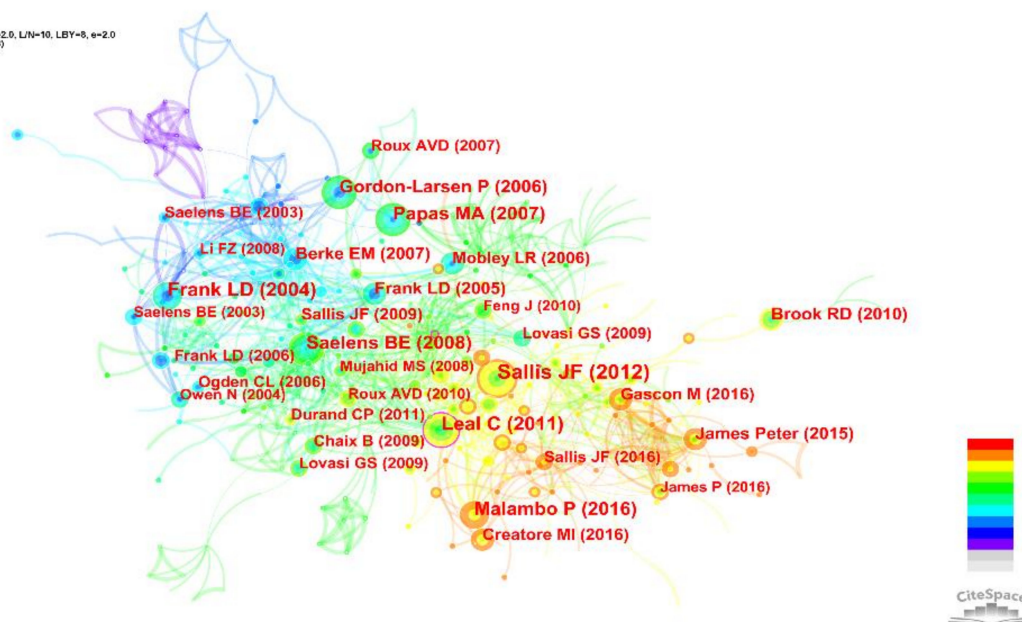 2.0, L/N=10, LBY=8, e=2.0
Roux AVD (2007)
Gordon-Larsen P (2006)
Papas MA (2007)
Saelens BE (2003)
Li FZ (2008)
Berke EM (2007)
Mobley LR (2006)
Frank LD (2004)
Frank LD (2005)
Saelens BE (2003)
Sallis JF (2009)
Feng J (2010)
Brook RD (2010)
Lovasi GS (2009)
Saelens BE (2008)
Frank LD (2006)
Mujahid MS (2008)
Sallis JF (2012)
Ogden CL (2006)
Owen N (2004)
Roux AVD (2010)
Gascon M (2016)
Durand CP (2011)
Leal C (2011)
James Peter (2015)
Chaix B (2009)
Lovasi GS (2009)
Sallis JF (2016)
James P (2016)
Malambo P (2016)
Creatore MI (2016)
CiteSpace